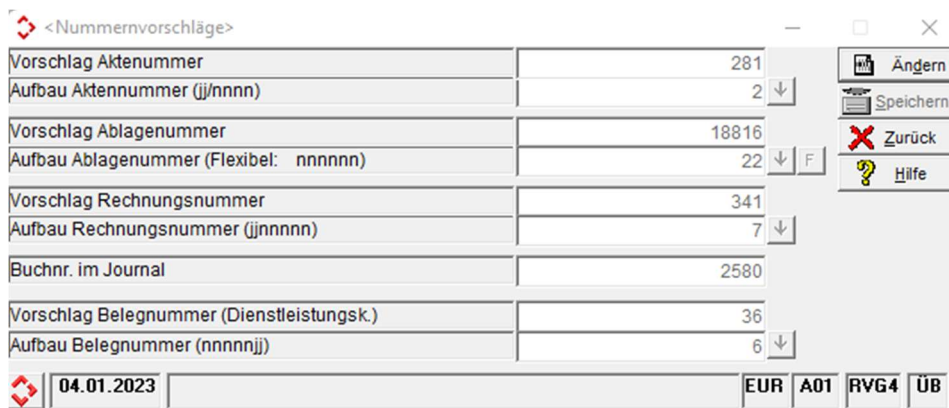 <Nummernvorschläge>
Vorschlag Aktenummer 281 Ändern
Aufbau Aktennummer (jj/nnnn) 2 Speichern
Vorschlag Ablagenummer 18816 Zurück
Aufbau Ablagenummer (Flexibel: nnnnnn) 22 F Hilfe
Vorschlag Rechnungsnummer 341
Aufbau Rechnungsnummer (jjnnnnn) 7
Buchnr. im Journal 2580
Vorschlag Belegnummer (Dienstleistungsk.) 36
Aufbau Belegnummer (nnnnnjj) 6
04.01.2023 EUR A01 RVG4 ÜB